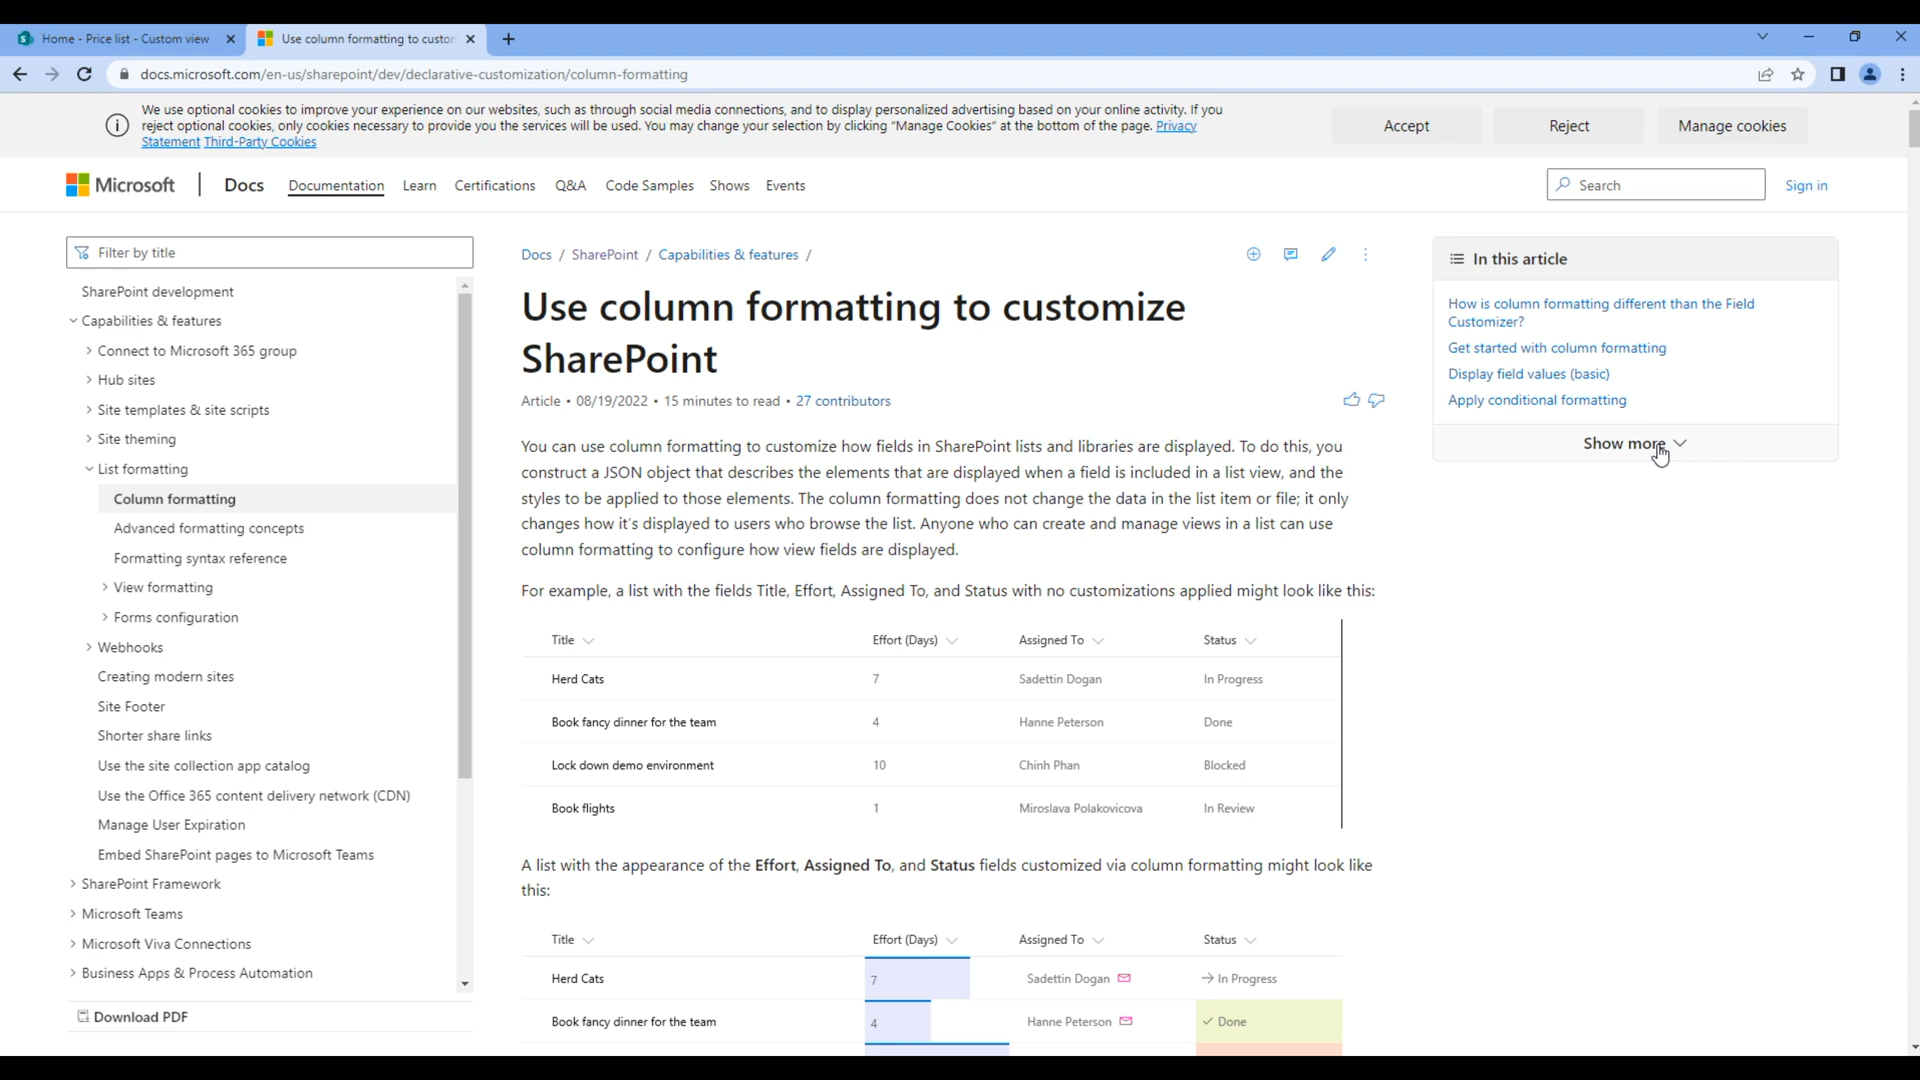 Home - Price list - Custom view
Use column formatting to custom
docs.microsoft.com/en-us/sharepoint/dev/declarative-customization/column-formatting
We use optional cookies to improve your experience on our websites, such as through social media connections, and to display personalized advertising based on your online activity. If you
reject optional cookies, only cookies necessary to provide you the services will be used. You may change your selection by clicking "Manage Cookies" at the bottom of the page. Privacy
Statement Third-Party Cookies
Accept
Reject
Manage cookies
Microsoft
Docs
Documentation
Learn
Certifications
Q&A
Code Samples
Shows
Events
Search
Sign in
Filter by title
SharePoint development
Capabilities & features
Connect to Microsoft 365 group
Hub sites
Site templates & site scripts
Site theming
List formatting
Column formatting
Advanced formatting concepts
Formatting syntax reference
View formatting
Forms configuration
Webhooks
Creating modern sites
Site Footer
Shorter share links
Use the site collection app catalog
Use the Office 365 content delivery network (CDN)
Manage User Expiration
Embed SharePoint pages to Microsoft Teams
SharePoint Framework
Microsoft Teams
Microsoft Viva Connections
Business Apps & Process Automation
Download PDF
Docs / SharePoint / Capabilities & features /
Use column formatting to customize
SharePoint
Article • 08/19/2022 • 15 minutes to read • 27 contributors
You can use column formatting to customize how fields in SharePoint lists and libraries are displayed. To do this, you
construct a JSON object that describes the elements that are displayed when a field is included in a list view, and the
styles to be applied to those elements. The column formatting does not change the data in the list item or file; it only
changes how it's displayed to users who browse the list. Anyone who can create and manage views in a list can use
column formatting to configure how view fields are displayed.
For example, a list with the fields Title, Effort, Assigned To, and Status with no customizations applied might look like this:
Title Effort (Days) Assigned To Status
Herd Cats 7 Sadettin Dogan In Progress
Book fancy dinner for the team 4 Hanne Peterson Done
Lock down demo environment 10 Chinh Phan Blocked
Book flights 1 Miroslava Polakovicova In Review
A list with the appearance of the Effort, Assigned To, and Status fields customized via column formatting might look like
this:
Title Effort (Days) Assigned To Status
Herd Cats 7 Sadettin Dogan In Progress
Book fancy dinner for the team 4 Hanne Peterson Done
In this article
How is column formatting different than the Field
Customizer?
Get started with column formatting
Display field values (basic)
Apply conditional formatting
Show more